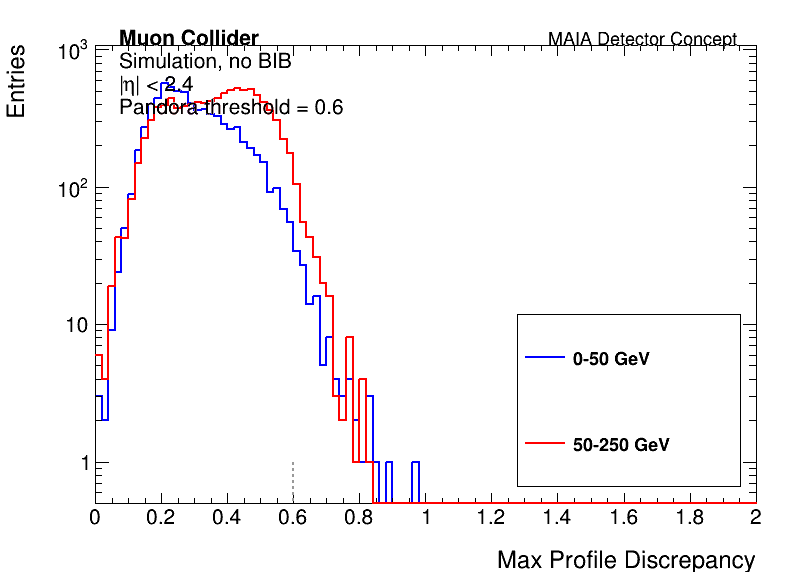 Muon Collider
MAIA Detector Concept
Simulation, no BIB
|η| < 2.4
Pandora threshold = 0.6
Entries
10³
10²
10
1
0-50 GeV
50-250 GeV
0 0.2 0.4 0.6 0.8 1 1.2 1.4 1.6 1.8 2
Max Profile Discrepancy